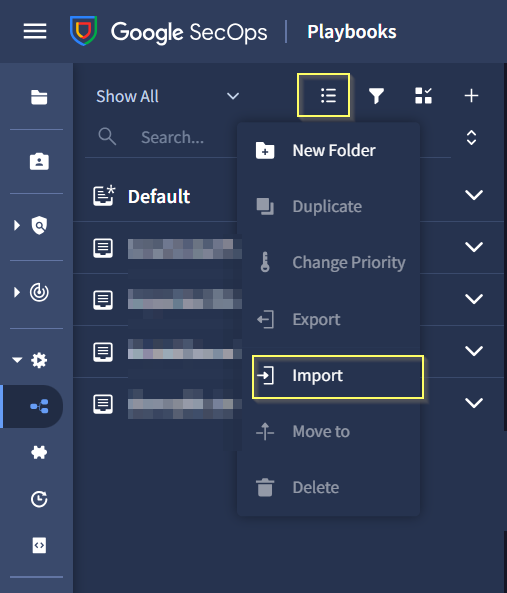 Google SecOps
Playbooks
Show All
Search...
New Folder
Default
Duplicate
Change Priority
Export
Import
Move to
Delete